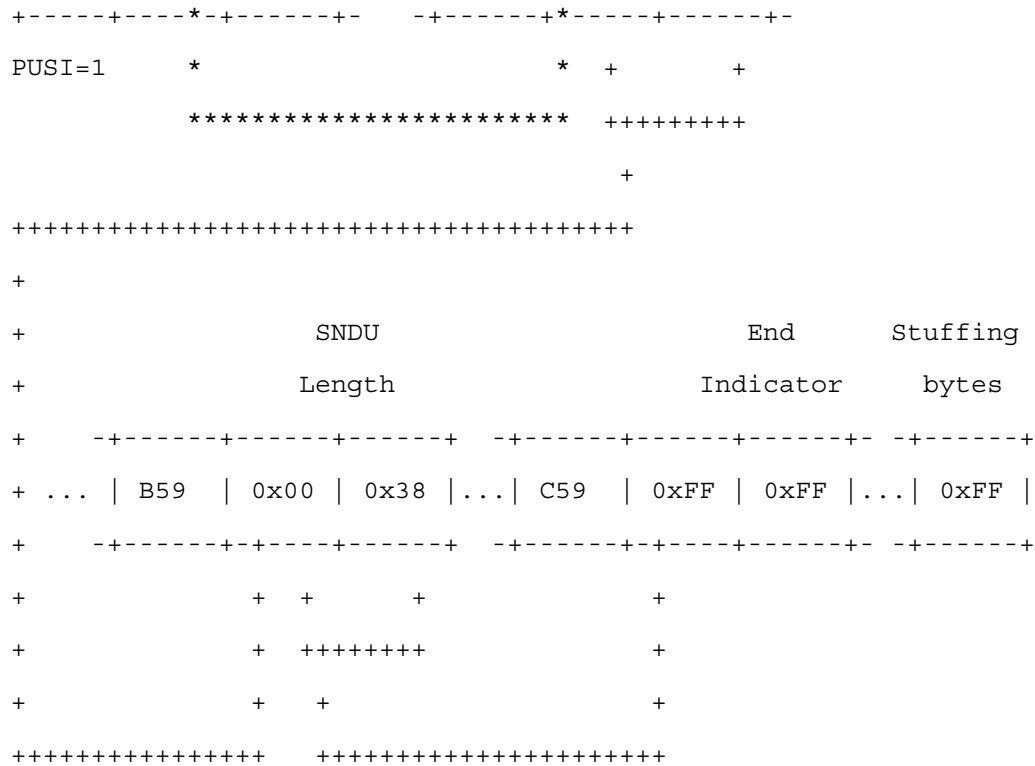 +-----+----*-+------+-   -+------+*-----+------+-
PUSI=1     *                       *  +       +
           ************************  +++++++++
                                      +
+++++++++++++++++++++++++++++++++++++++
+
+                  SNDU                       End      Stuffing
+                 Length                   Indicator     bytes
+    -+------+------+------+  -+------+------+------+- -+------+
+ ... | B59  | 0x00 | 0x38 |...| C59  | 0xFF | 0xFF |...| 0xFF |
+    -+------+-+----+------+  -+------+-+----+------+- -+------+
+              +  +      +              +
+              +  ++++++++              +
+              +   +                    +
++++++++++++++++   ++++++++++++++++++++++